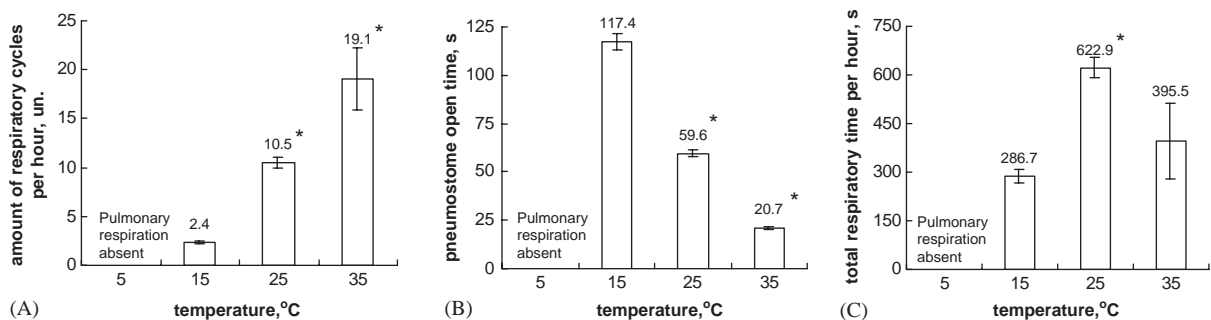 amount of respiratory cycles
per hour, un.
25
20
15
10
5
0
Pulmonary
respiration
absent
2.4
10.5
*
19.1
*
5 15 25 35
(A)
temperature,°C
pneumostome open time, s
125
100
75
50
25
0
Pulmonary
respiration
absent
117.4
59.6
*
20.7
*
5 15 25 35
(B)
temperature,°C
total respiratory time per hour, s
750
600
450
300
150
0
Pulmonary
respiration
absent
286.7
622.9
*
395.5
5 15 25 35
(C)
temperature,°C